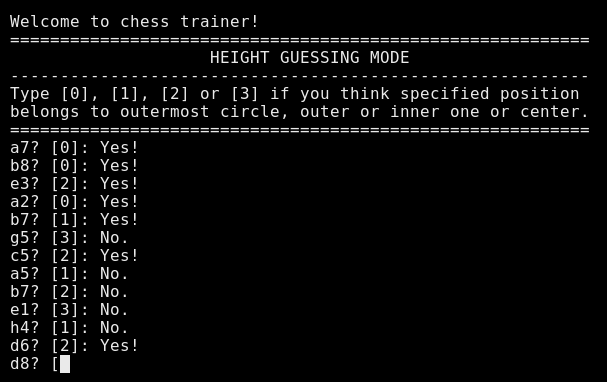 Welcome to chess trainer!
==========================================================
HEIGHT GUESSING MODE
----------------------------------------------------------
Type [0], [1], [2] or [3] if you think specified position
belongs to outermost circle, outer or inner one or center.
==========================================================
a7? [0]: Yes!
b8? [0]: Yes!
e3? [2]: Yes!
a2? [0]: Yes!
b7? [1]: Yes!
g5? [3]: No.
c5? [2]: Yes!
a5? [1]: No.
b7? [2]: No.
e1? [3]: No.
h4? [1]: No.
d6? [2]: Yes!
d8? [